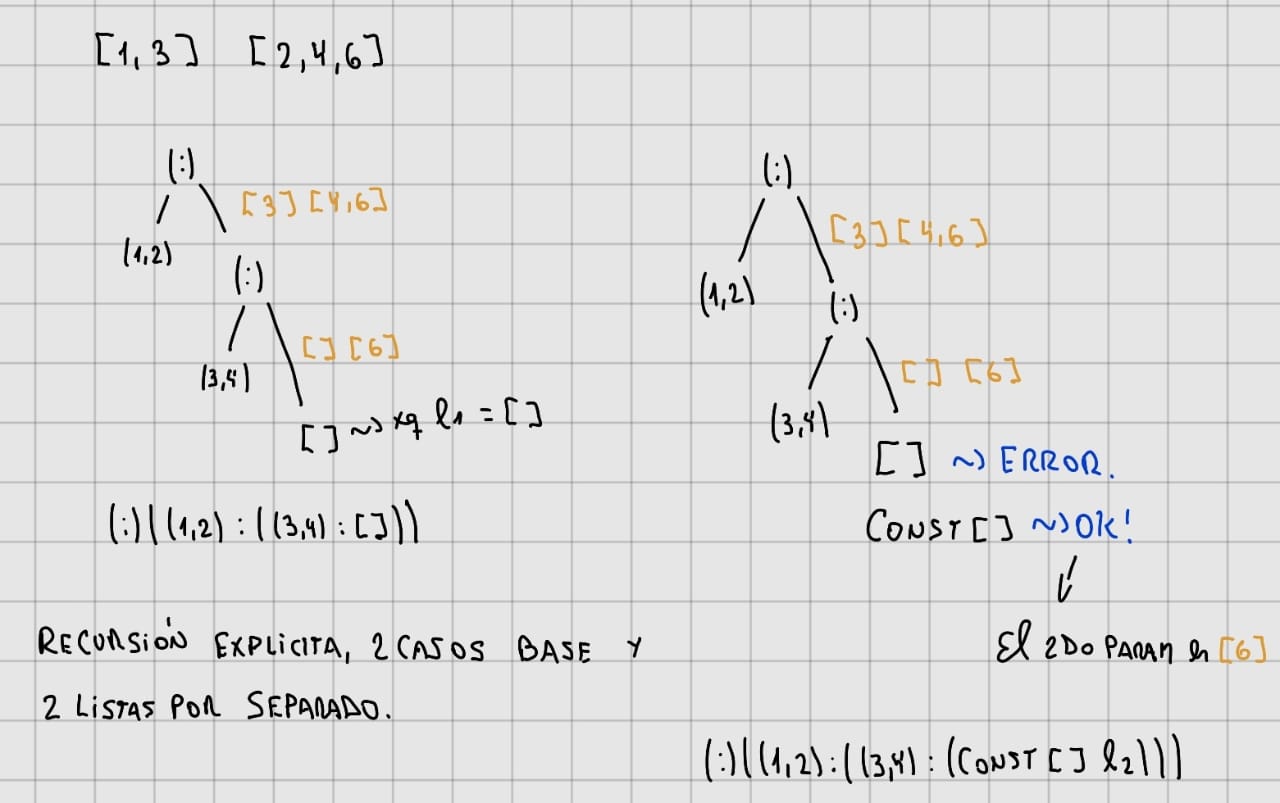 [1,3] [2,4,6]
(:)
[3] [4,6]
(1,2)
(:)
[] [6]
(3,4)
[] ~> xq l1 = []
(:)((1,2) : ((3,4) : []))
RECURSIÓN EXPLICITA, 2 CASOS BASE Y
2 LISTAS POR SEPARADO.
(:)
[3] [4,6]
(1,2)
(:)
[] [6]
(3,4)
[] ~> ERROR.
CONST [] ~> OK!
El 2DO PARAM es [6]
(:)((1,2) : ((3,4) : (CONST [] l2)))